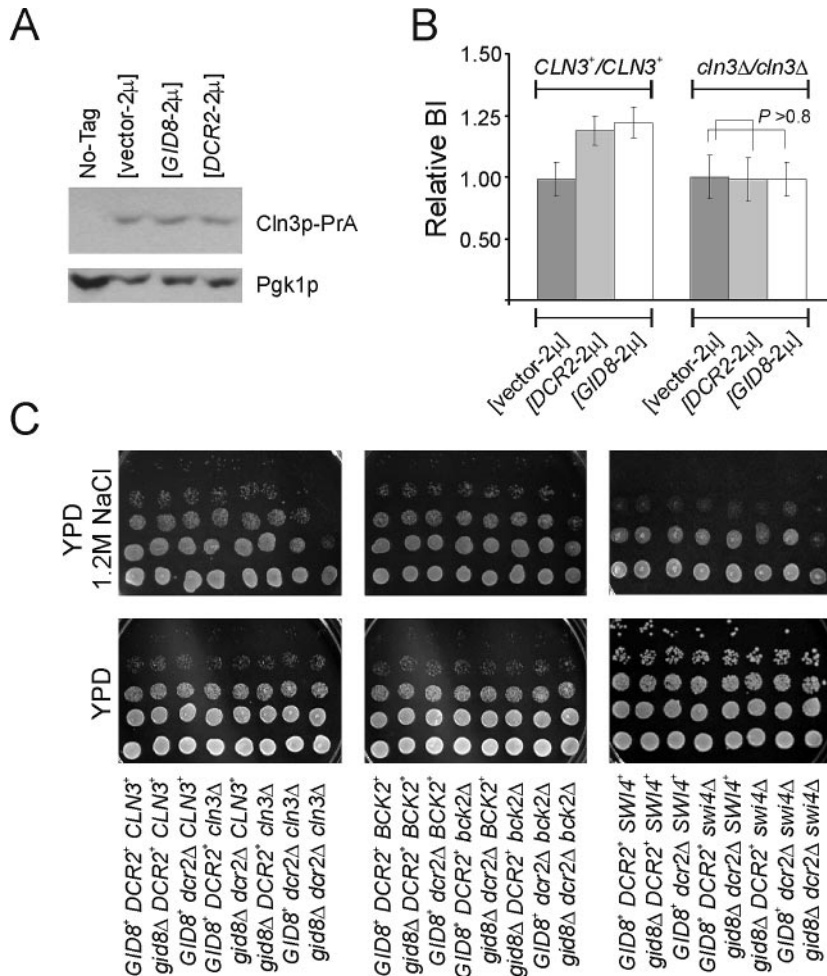 A
No-Tag
[vector-2µ]
[GID8-2µ]
[DCR2-2µ]
Cln3p-PrA
Pgk1p
B
CLN3⁺/CLN3⁺
cln3Δ/cln3Δ
P >0.8
Relative BI
1.25
1.00
0.50
[vector-2µ]
[DCR2-2µ]
[GID8-2µ]
[vector-2µ]
[DCR2-2µ]
[GID8-2µ]
C
YPD
1.2M NaCl
YPD
GID8⁺ DCR2⁺ CLN3⁺
gid8Δ DCR2⁺ CLN3⁺
GID8⁺ dcr2Δ CLN3⁺
GID8⁺ DCR2⁺ cln3Δ
gid8Δ dcr2Δ CLN3⁺
gid8Δ DCR2⁺ cln3Δ
GID8⁺ dcr2Δ cln3Δ
gid8Δ dcr2Δ cln3Δ
GID8⁺ DCR2⁺ BCK2⁺
gid8Δ DCR2⁺ BCK2⁺
GID8⁺ dcr2Δ BCK2⁺
GID8⁺ DCR2⁺ bck2Δ
gid8Δ dcr2Δ BCK2⁺
gid8Δ DCR2⁺ bck2Δ
GID8⁺ dcr2Δ bck2Δ
gid8Δ dcr2Δ bck2Δ
GID8⁺ DCR2⁺ SWI4⁺
gid8Δ DCR2⁺ SWI4⁺
GID8⁺ dcr2Δ SWI4⁺
GID8⁺ DCR2⁺ swi4Δ
gid8Δ dcr2Δ SWI4⁺
gid8Δ DCR2⁺ swi4Δ
GID8⁺ dcr2Δ swi4Δ
gid8Δ dcr2Δ swi4Δ